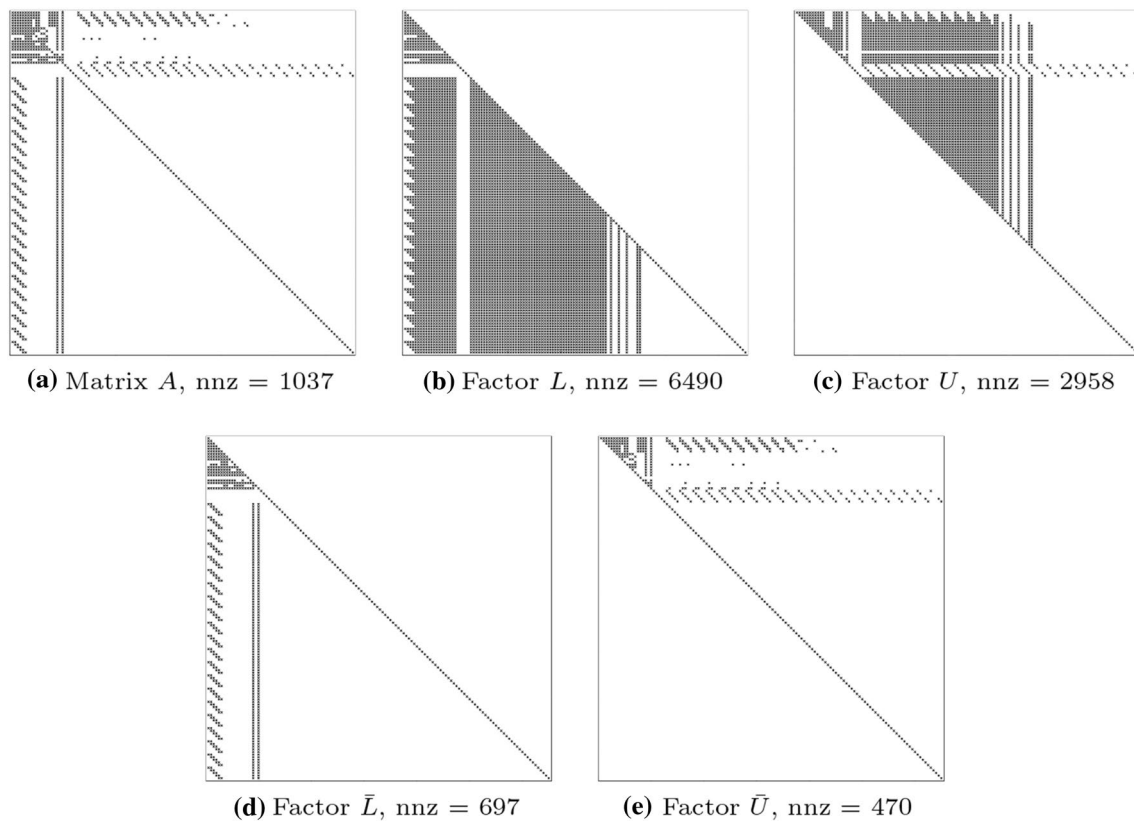 (a) Matrix A, nnz = 1037
(b) Factor L, nnz = 6490
(c) Factor U, nnz = 2958
(d) Factor L̄, nnz = 697
(e) Factor Ū, nnz = 470